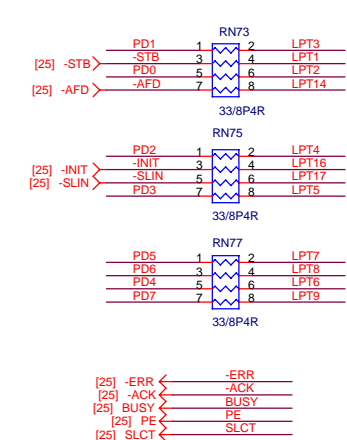 RN73
PD1 1 2 LPT3
[25] -STB -STB 3 4 LPT1
PD0 5 6 LPT2
[25] -AFD -AFD 7 8 LPT14
33/8P4R
RN75
PD2 1 2 LPT4
[25] -INIT -INIT 3 4 LPT16
[25] -SLIN -SLIN 5 6 LPT17
PD3 7 8 LPT5
33/8P4R
RN77
PD5 1 2 LPT7
PD6 3 4 LPT8
PD4 5 6 LPT6
PD7 7 8 LPT9
33/8P4R
[25] -ERR -ERR
[25] -ACK -ACK
[25] BUSY BUSY
[25] PE PE
[25] SLCT SLCT